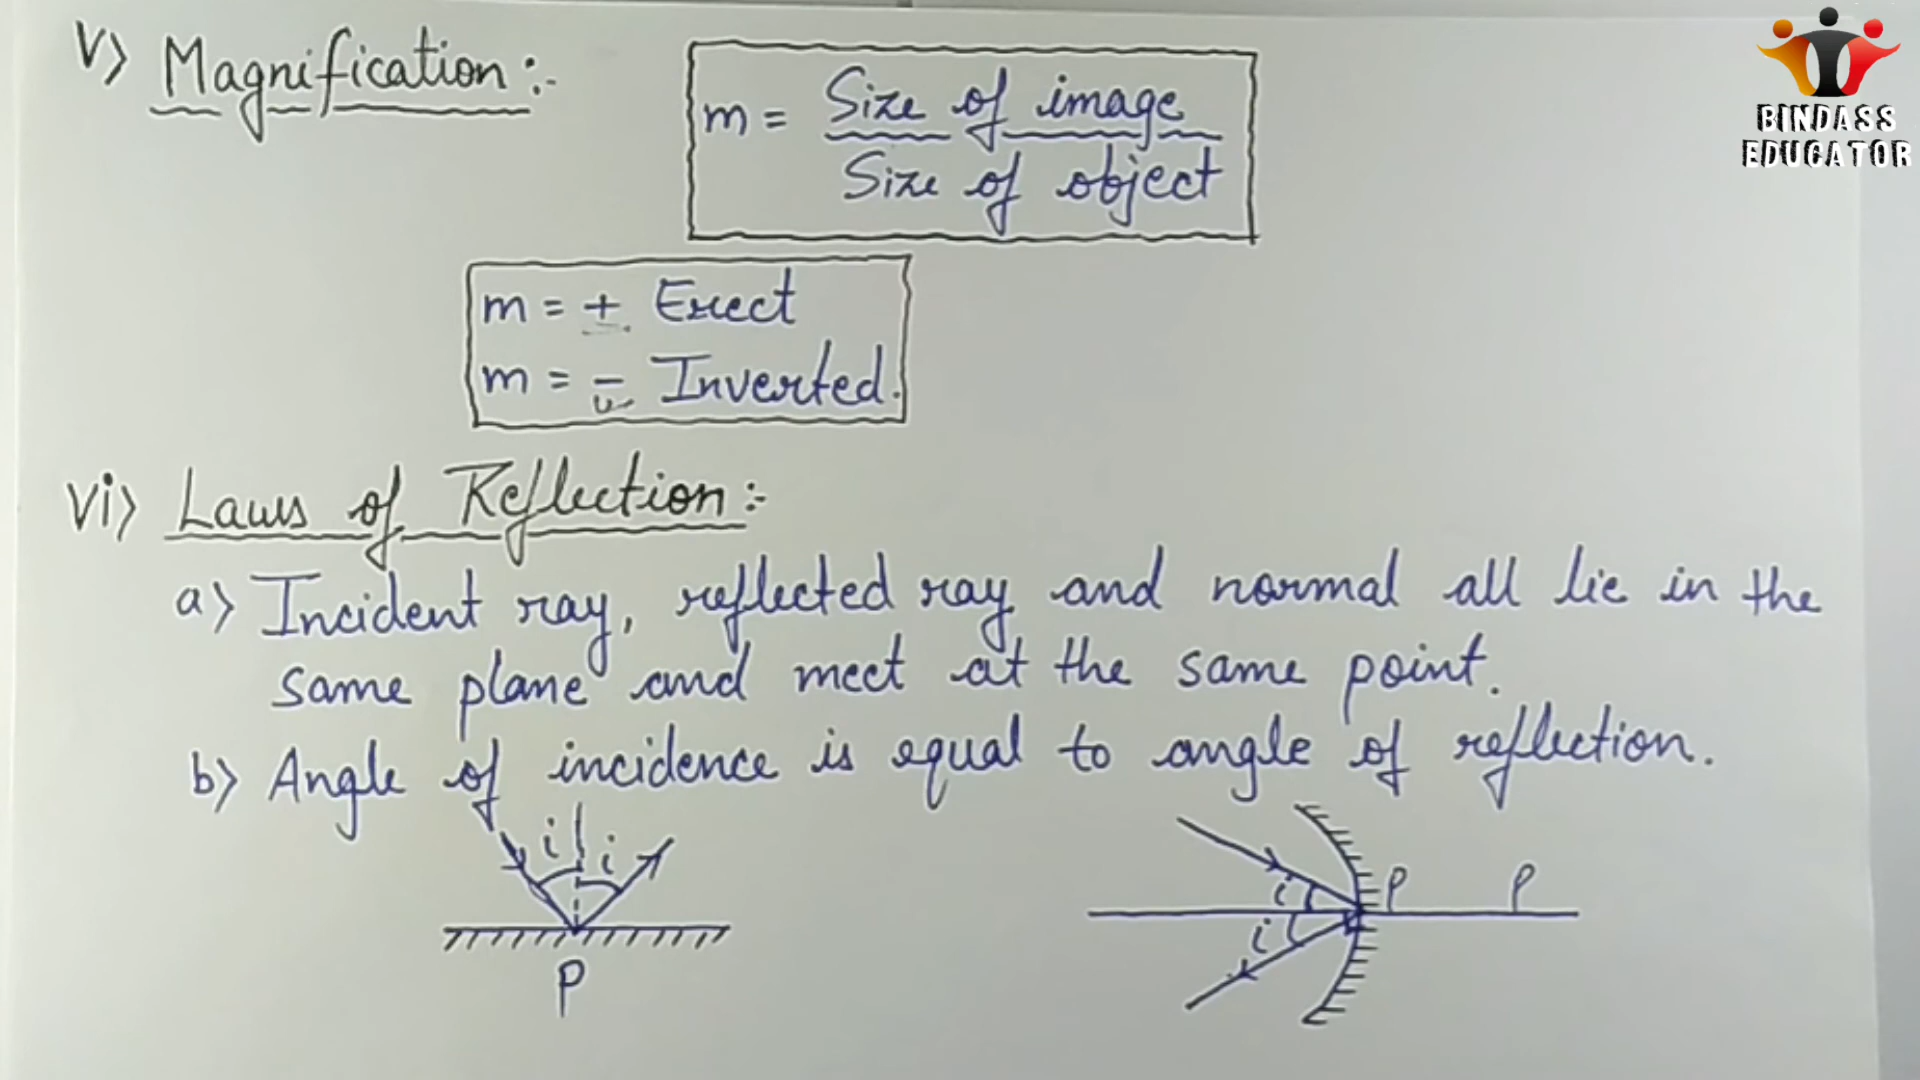 V) Magnification:-
m = Size of image
Size of object
m = + Erect
m = - Inverted.
Vi) Laws of Reflection:-
a) Incident ray, reflected ray and normal all lie in the
same plane and meet at the same point.
b) Angle of incidence is equal to angle of reflection.
i i
P
i
i
P P
BINDASS
EDUCATOR